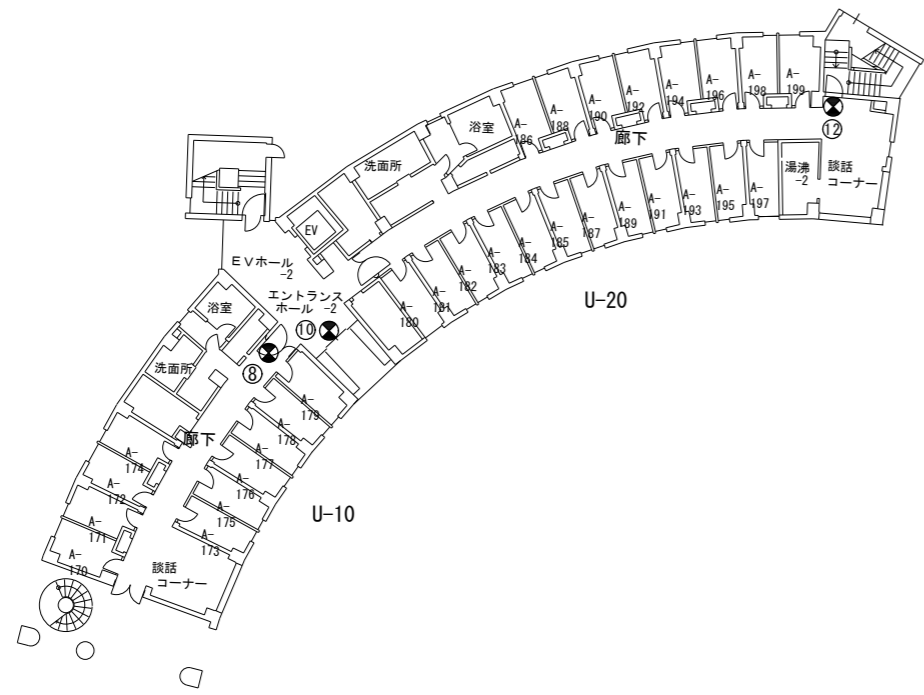 A-
186
A-
188
A-
190
A-
192
A-
194
A-
196
A-
198
A-
199
浴室
洗面所
廊下
⑫
湯沸
-2
談話
コーナー
EV
EVホール
-2
エントランス
ホール -2
⑩
⑧
A-
180
A-
181
A-
182
A-
183
A-
184
A-
185
A-
187
A-
189
A-
191
A-
193
A-
195
A-
197
U-20
浴室
洗面所
廊下
A-
179
A-
178
A-
177
A-
176
A-
175
A-
173
A-
174
A-
172
A-
171
A-
170
談話
コーナー
U-10